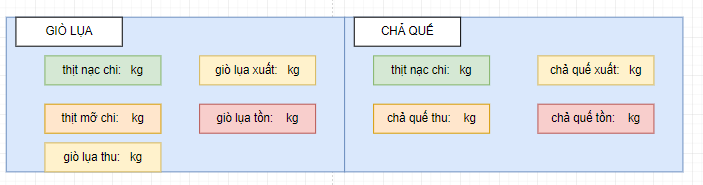 GIÒ LỤA
thịt nạc chi: kg
giò lụa xuất: kg
thịt mỡ chi: kg
giò lụa tồn: kg
giò lụa thu: kg
CHẢ QUẾ
thịt nạc chi: kg
chả quế xuất: kg
chả quế thu: kg
chả quế tồn: kg